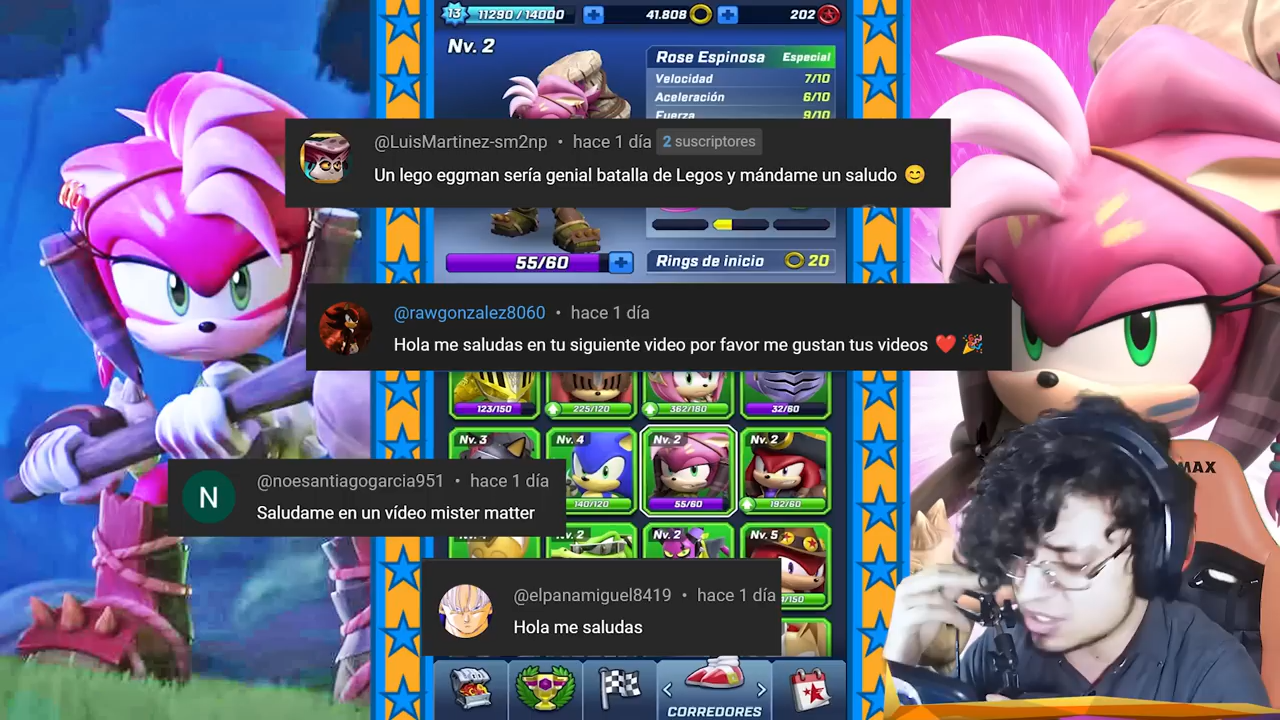 13 11290 / 14000 41.808 202
Nv. 2
Rose Espinosa Especial
Velocidad 7/10
Aceleración 6/10
Fuerza 9/10
@LuisMartinez-sm2np • hace 1 día 2 suscriptores
Un lego eggman sería genial batalla de Legos y mándame un saludo 😊
55/60 Rings de inicio 20
@rawgonzalez8060 • hace 1 día
Hola me saludas en tu siguiente video por favor me gustan tus videos ❤️ 🎉
123/150 225/120 362/180 32/60
Nv. 3 Nv. 4 Nv. 2 Nv. 2
MAX
N
@noesantiagogarcia951 • hace 1 día
Saludame en un vídeo mister matter
140/120 55/60 192/60
Nv. 2 Nv. 2 Nv. 5
@elpanamiguel8419 • hace 1 día
Hola me saludas
/150
CORREDORES